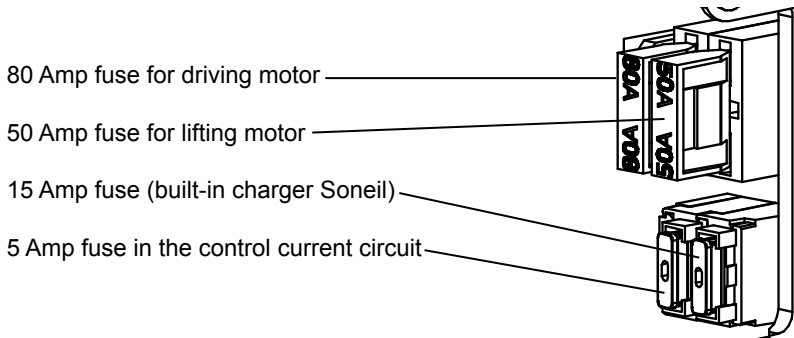 80 Amp fuse for driving motor
50 Amp fuse for lifting motor
15 Amp fuse (built-in charger Soneil)
5 Amp fuse in the control current circuit
80A
80A
50A
50A